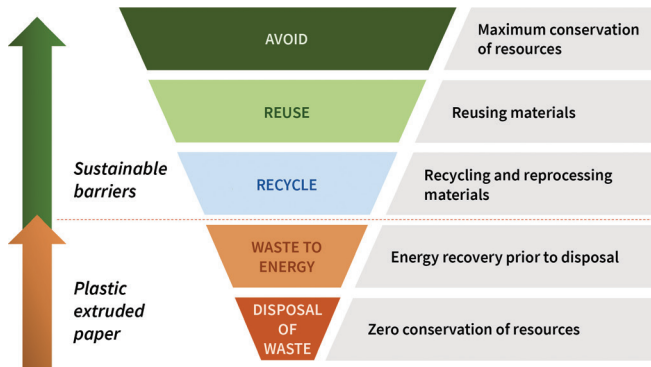 AVOID
Maximum conservation
of resources
REUSE
Reusing materials
Sustainable
barriers
RECYCLE
Recycling and reprocessing
materials
WASTE TO
ENERGY
Energy recovery prior to disposal
Plastic
extruded
paper
DISPOSAL
OF
WASTE
Zero conservation of resources